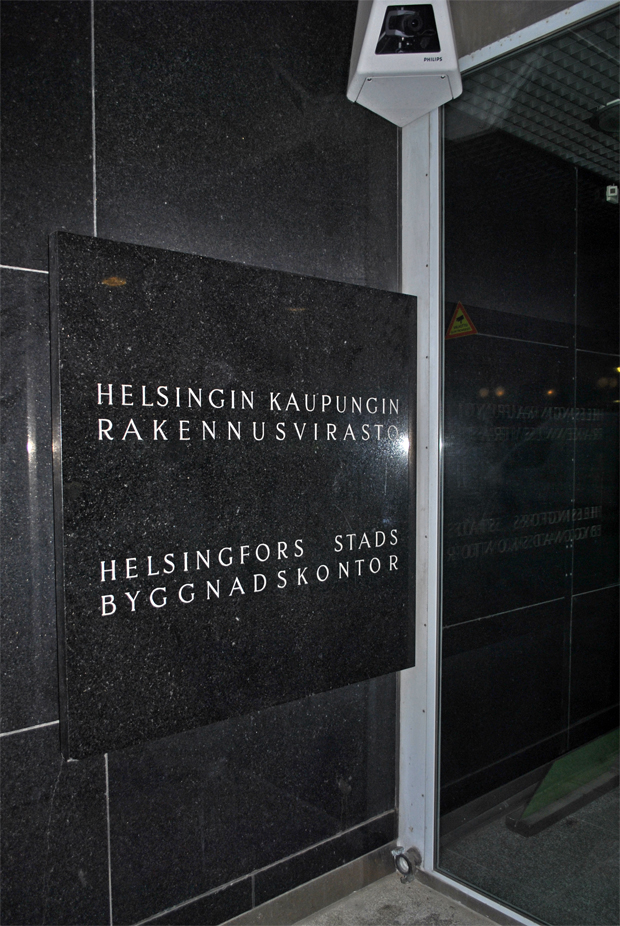 PHILIPS
HELSINGIN KAUPUNGIN
RAKENNUSVIRASTO
HELSINGFORS STADS
BYGGNADSKONTOR